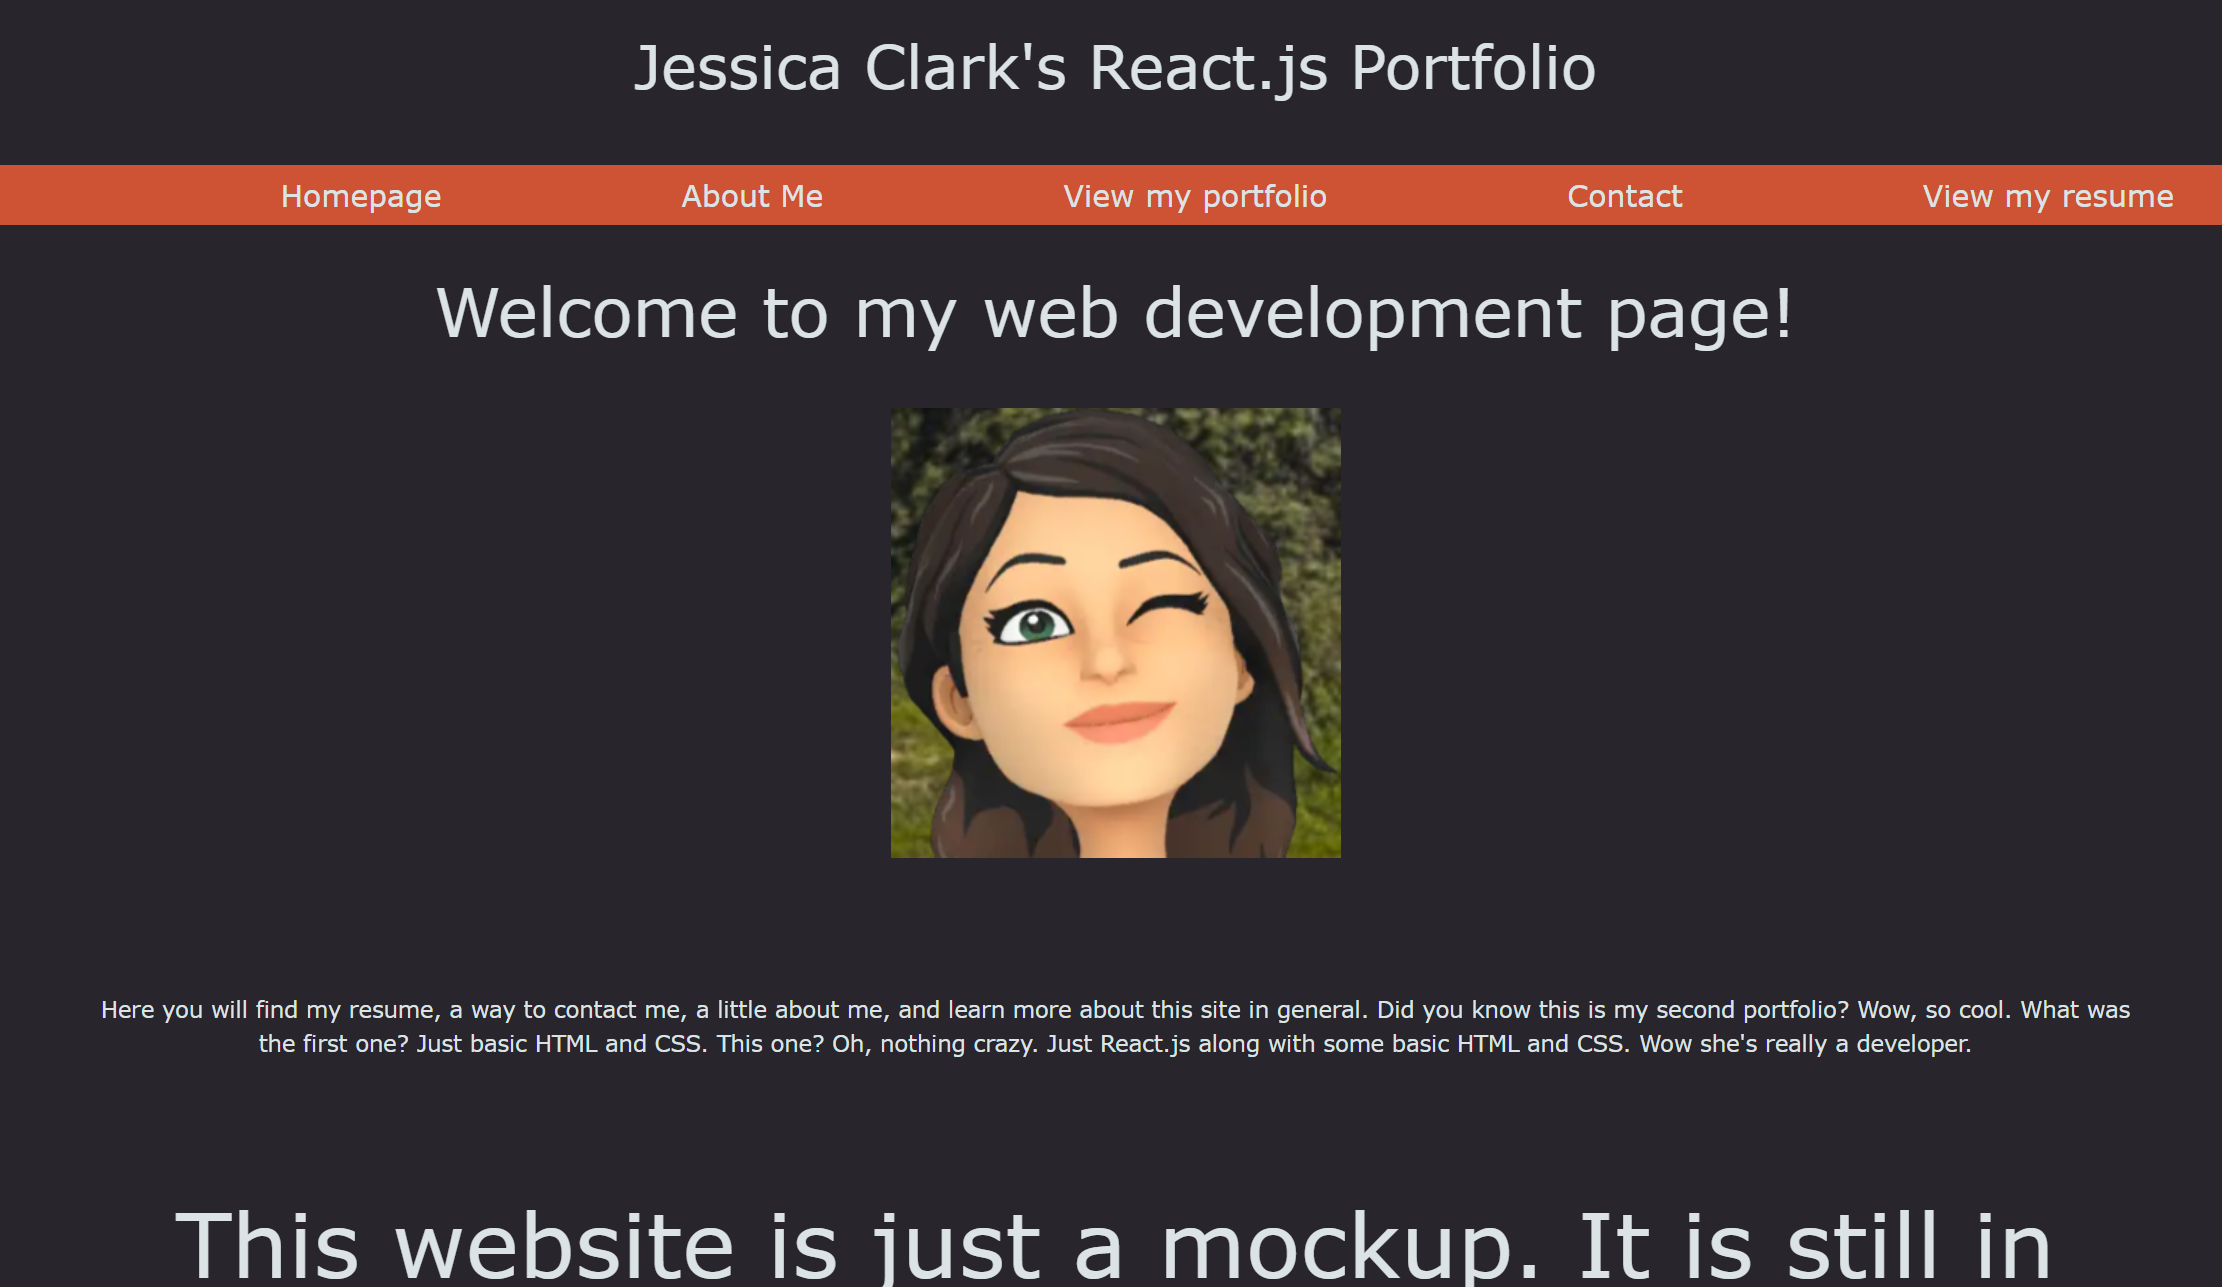 Jessica Clark's React.js Portfolio
Homepage About Me View my portfolio Contact View my resume
Welcome to my web development page!
Here you will find my resume, a way to contact me, a little about me, and learn more about this site in general. Did you know this is my second portfolio? Wow, so cool. What was
the first one? Just basic HTML and CSS. This one? Oh, nothing crazy. Just React.js along with some basic HTML and CSS. Wow she's really a developer.
This website is just a mockup. It is still in